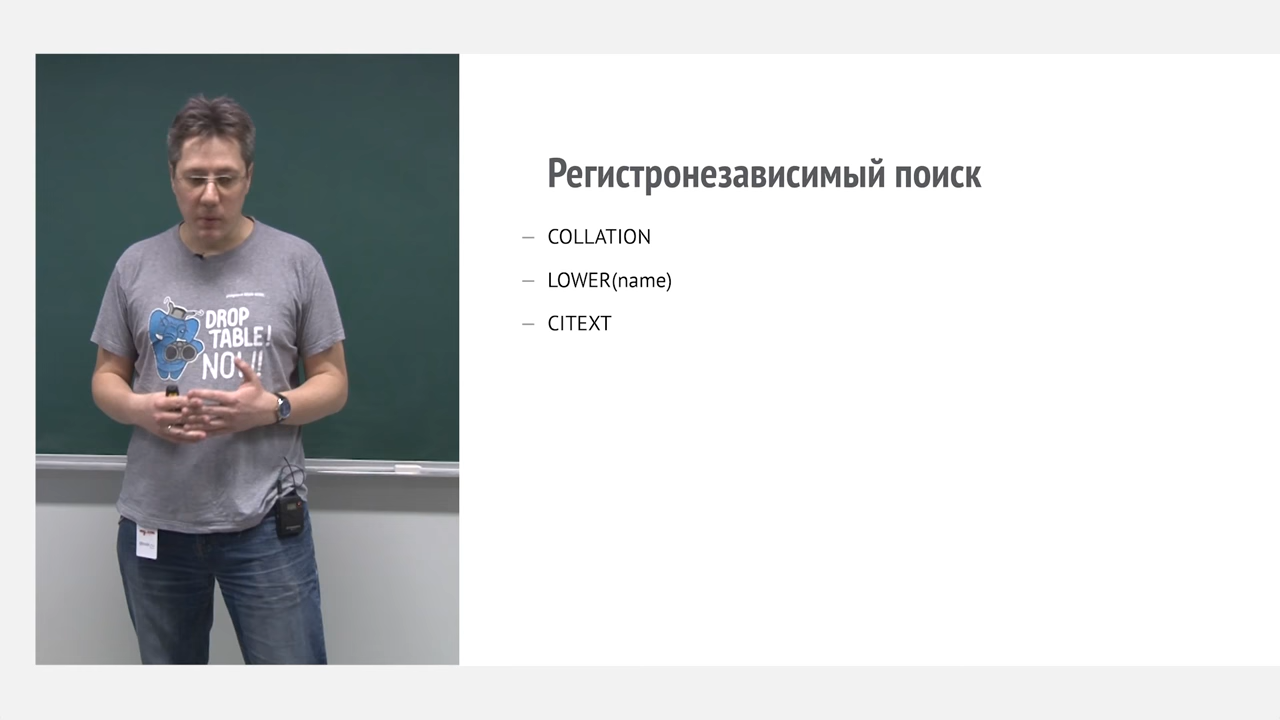 Регистронезависимый поиск
– COLLATION
– LOWER(name)
– CITEXT
DROP
TABLE!
NOW!!